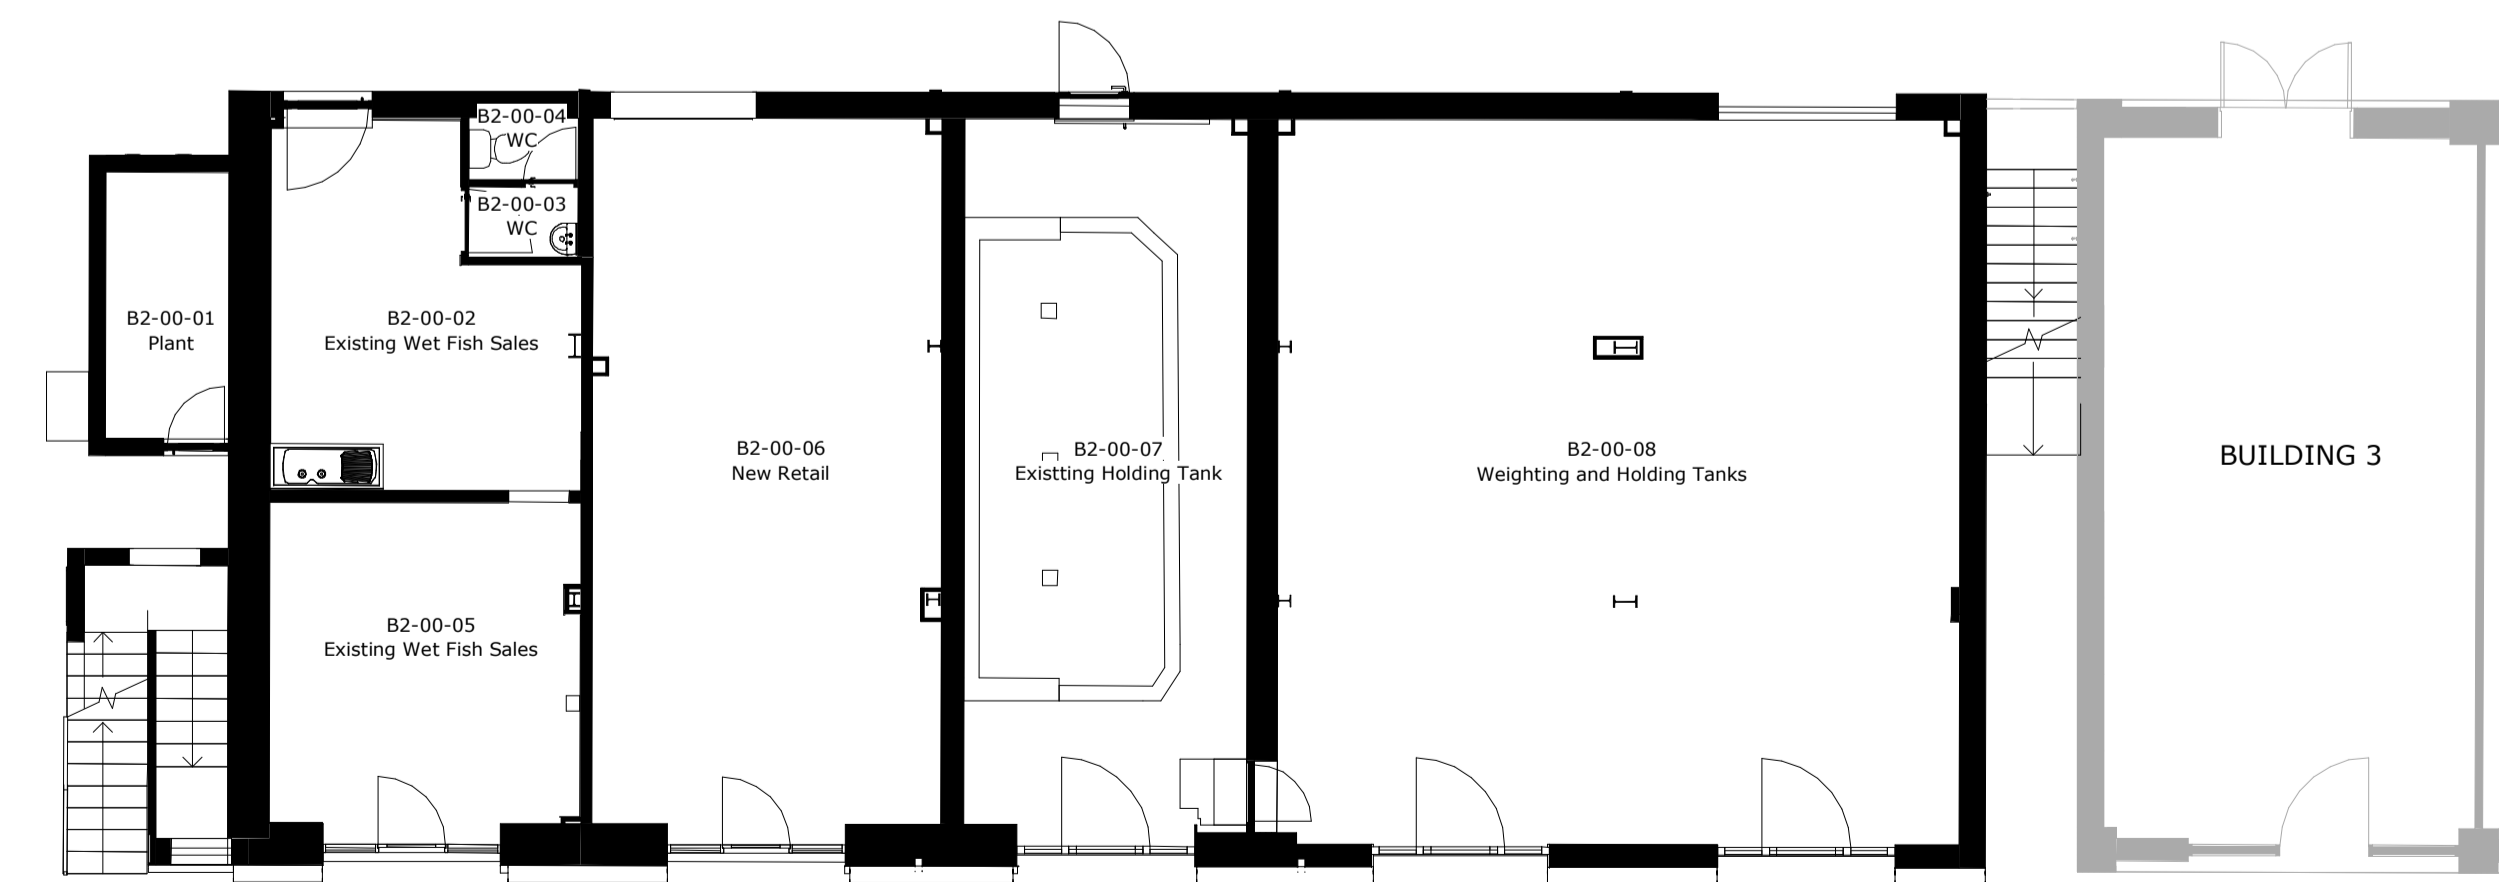 B2-00-04
WC
B2-00-03
WC
B2-00-01
Plant
B2-00-02
Existing Wet Fish Sales
B2-00-06
New Retail
B2-00-07
Existting Holding Tank
B2-00-08
Weighting and Holding Tanks
BUILDING 3
B2-00-05
Existing Wet Fish Sales